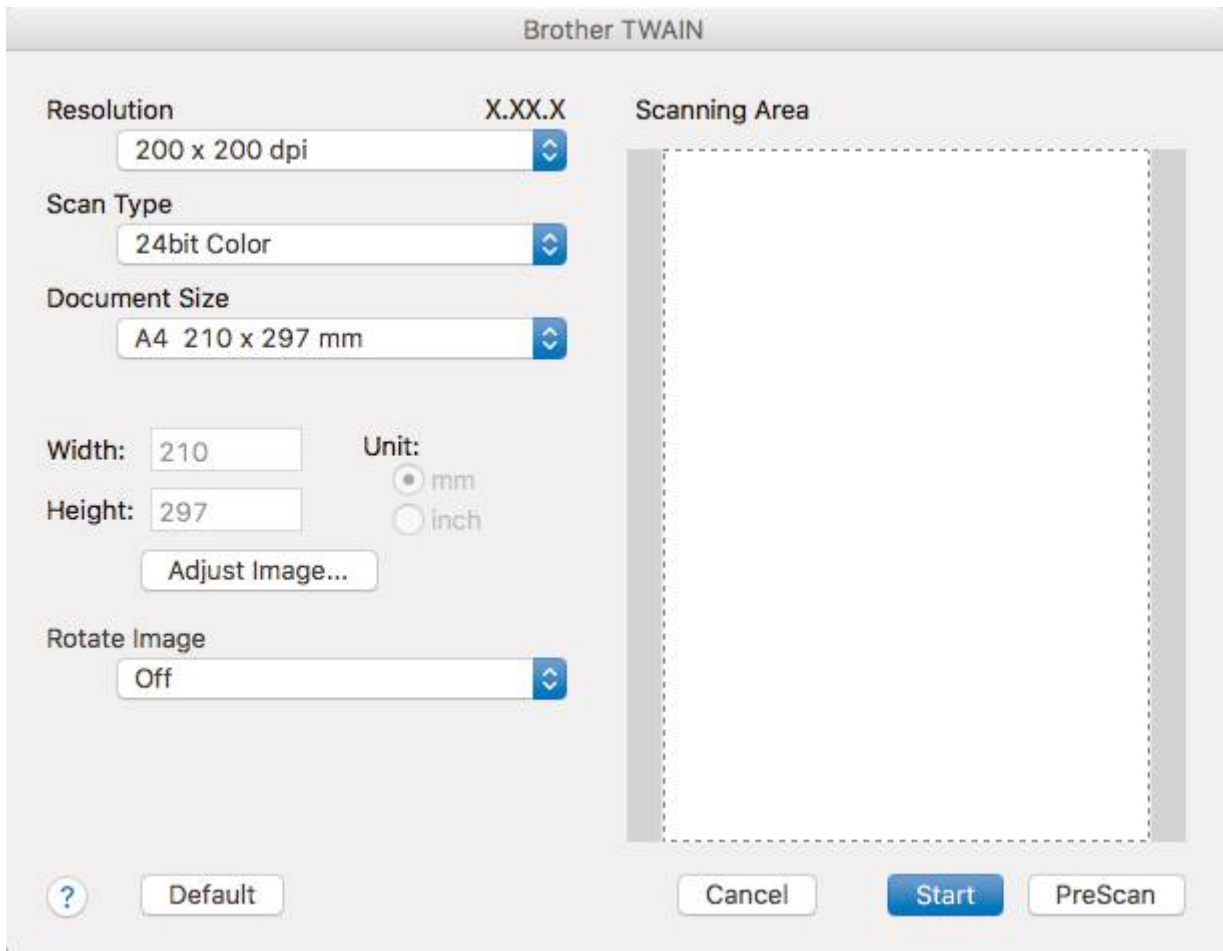 Brother TWAIN
Resolution X.XX.X
200 x 200 dpi
Scan Type
24bit Color
Document Size
A4 210 x 297 mm
Width: 210
Height: 297
Unit:
mm
inch
Adjust Image...
Rotate Image
Off
Scanning Area
? Default Cancel Start PreScan